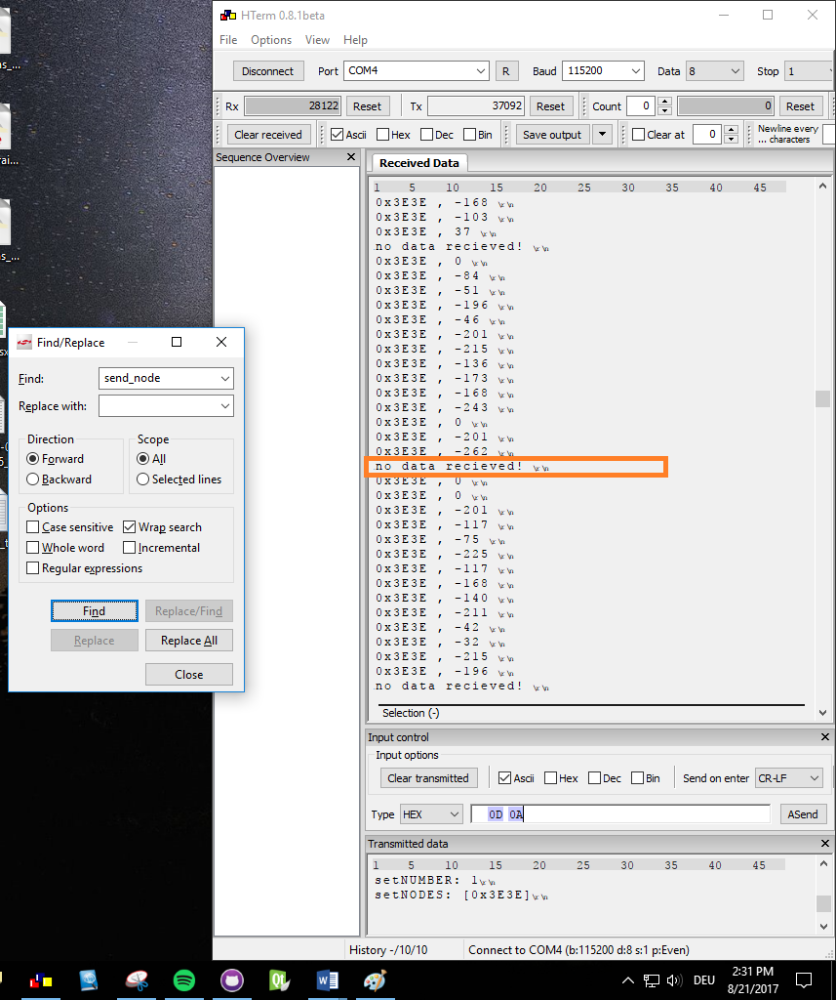 HTerm 0.8.1beta
File Options View Help
Disconnect Port COM4 R Baud 115200 Data 8 Stop 1
Rx 28122 Reset Tx 37092 Reset Count 0 0 Reset
Clear received Ascii Hex Dec Bin Save output Clear at 0 Newline every
... characters
Sequence Overview
Received Data
1 5 10 15 20 25 30 35 40 45
0x3E3E , -168 \r\n
0x3E3E , -103 \r\n
0x3E3E , 37 \r\n
no data recieved! \r\n
0x3E3E , 0 \r\n
0x3E3E , -84 \r\n
0x3E3E , -51 \r\n
0x3E3E , -196 \r\n
0x3E3E , -46 \r\n
0x3E3E , -201 \r\n
0x3E3E , -215 \r\n
0x3E3E , -136 \r\n
0x3E3E , -173 \r\n
0x3E3E , -168 \r\n
0x3E3E , -243 \r\n
0x3E3E , 0 \r\n
0x3E3E , -201 \r\n
0x3E3E , -262 \r\n
no data recieved! \r\n
0x3E3E , 0 \r\n
0x3E3E , 0 \r\n
0x3E3E , -201 \r\n
0x3E3E , -117 \r\n
0x3E3E , -75 \r\n
0x3E3E , -225 \r\n
0x3E3E , -117 \r\n
0x3E3E , -168 \r\n
0x3E3E , -140 \r\n
0x3E3E , -211 \r\n
0x3E3E , -42 \r\n
0x3E3E , -32 \r\n
0x3E3E , -215 \r\n
0x3E3E , -196 \r\n
no data recieved! \r\n
Selection (-)
Input control
Input options
Clear transmitted Ascii Hex Dec Bin Send on enter CR-LF
Type HEX 0D 0A ASend
Transmitted data
1 5 10 15 20 25 30 35 40 45
setNUMBER: 1\r\n
setNODES: [0x3E3E]\r\n
History -/10/10 Connect to COM4 (b:115200 d:8 s:1 p:Even)
Find/Replace
Find: send_node
Replace with:
Direction Scope
Forward All
Backward Selected lines
Options
Case sensitive Wrap search
Whole word Incremental
Regular expressions
Find Replace/Find
Replace Replace All
Close
DEU
2:31 PM
8/21/2017